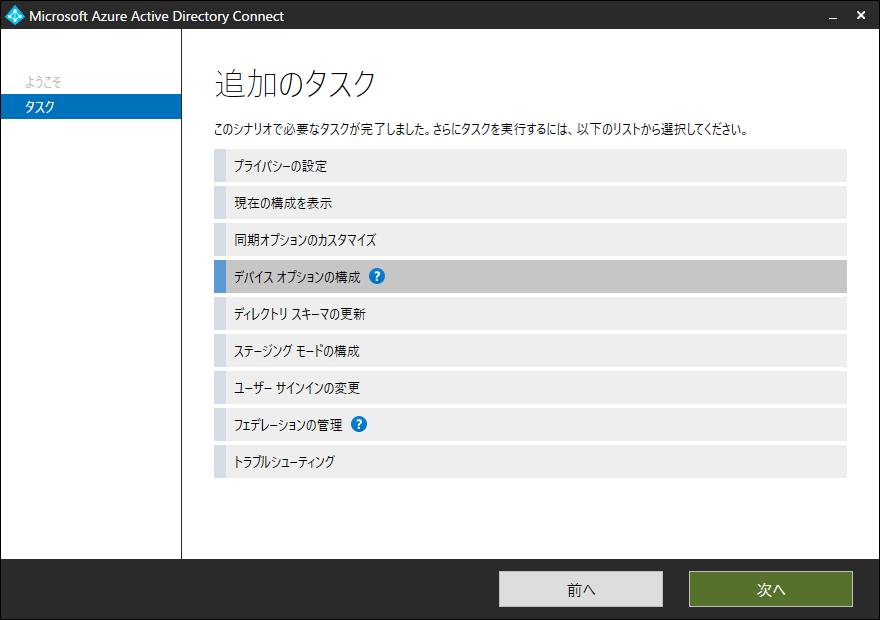 Microsoft Azure Active Directory Connect
ようこそ
タスク
追加のタスク
このシナリオで必要なタスクが完了しました。さらにタスクを実行するには、以下のリストから選択してください。
プライバシーの設定
現在の構成を表示
同期オプションのカスタマイズ
デバイス オプションの構成 ?
ディレクトリ スキーマの更新
ステージング モードの構成
ユーザー サインインの変更
フェデレーションの管理 ?
トラブルシューティング
前へ
次へ